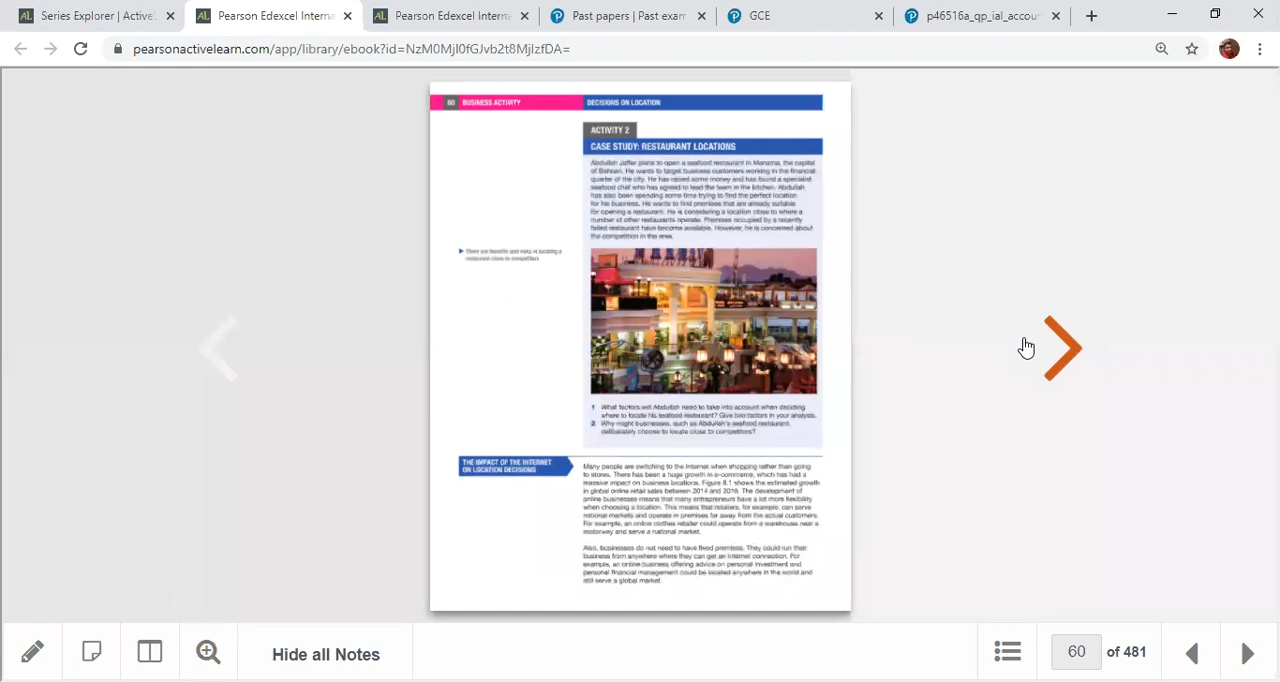 Series Explorer | Active
Pearson Edexcel Interna
Pearson Edexcel Interna
Past papers | Past exam
GCE
p46516a_qp_ial_accou
pearsonactivelearn.com/app/library/ebook?id=NzM0MjI0fGJvb2t8MjIzfDA=
60 BUSINESS ACTIVITY
DECISIONS ON LOCATION
ACTIVITY 2
CASE STUDY: RESTAURANT LOCATIONS
Abdullah Jaffer plans to open a seafood restaurant in Manama, the capital
of Bahrain. He wants to target business customers working in the financial
quarter of the city. He has raised some money and has found a specialist
seafood chef who has agreed to lead the team in the kitchen. Abdullah
has also been spending some time trying to find the perfect location
for his business. He wants to find premises that are already suitable
for opening a restaurant. He is considering a location close to where a
number of other restaurants operate. Premises occupied by a recently
failed restaurant have become available. However, he is concerned about
the competition in the area.
There are benefits and risks in locating a
restaurant close to competitors
1 What factors will Abdullah need to take into account when deciding
where to locate his seafood restaurant? Give two factors in your analysis.
2 Why might businesses, such as Abdullah's seafood restaurant,
deliberately choose to locate close to competitors?
THE IMPACT OF THE INTERNET
ON LOCATION DECISIONS
Many people are switching to the Internet when shopping rather than going
to stores. There has been a huge growth in e-commerce, which has had a
massive impact on business locations. Figure 8.1 shows the estimated growth
in global online retail sales between 2014 and 2018. The development of
online businesses means that many entrepreneurs have a lot more flexibility
when choosing a location. This means that retailers, for example, can serve
national markets and operate in premises far away from the actual customers.
For example, an online clothes retailer could operate from a warehouse near a
motorway and serve a national market.
Also, businesses do not need to have fixed premises. They could run their
business from anywhere where they can get an Internet connection. For
example, an online business offering advice on personal investment and
personal financial management could be located anywhere in the world and
still serve a global market.
Hide all Notes
60 of 481